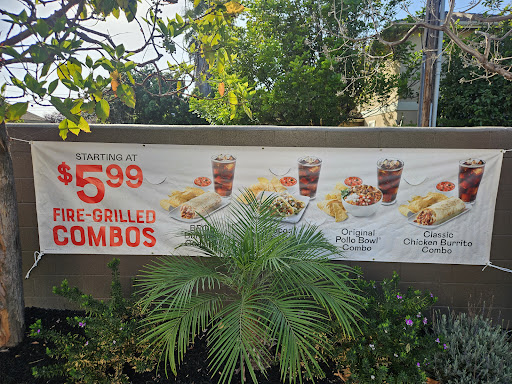 STARTING AT
$5.99
FIRE-GRILLED
COMBOS
Original
Pollo Bowl®
Combo
Classic
Chicken Burrito
Combo